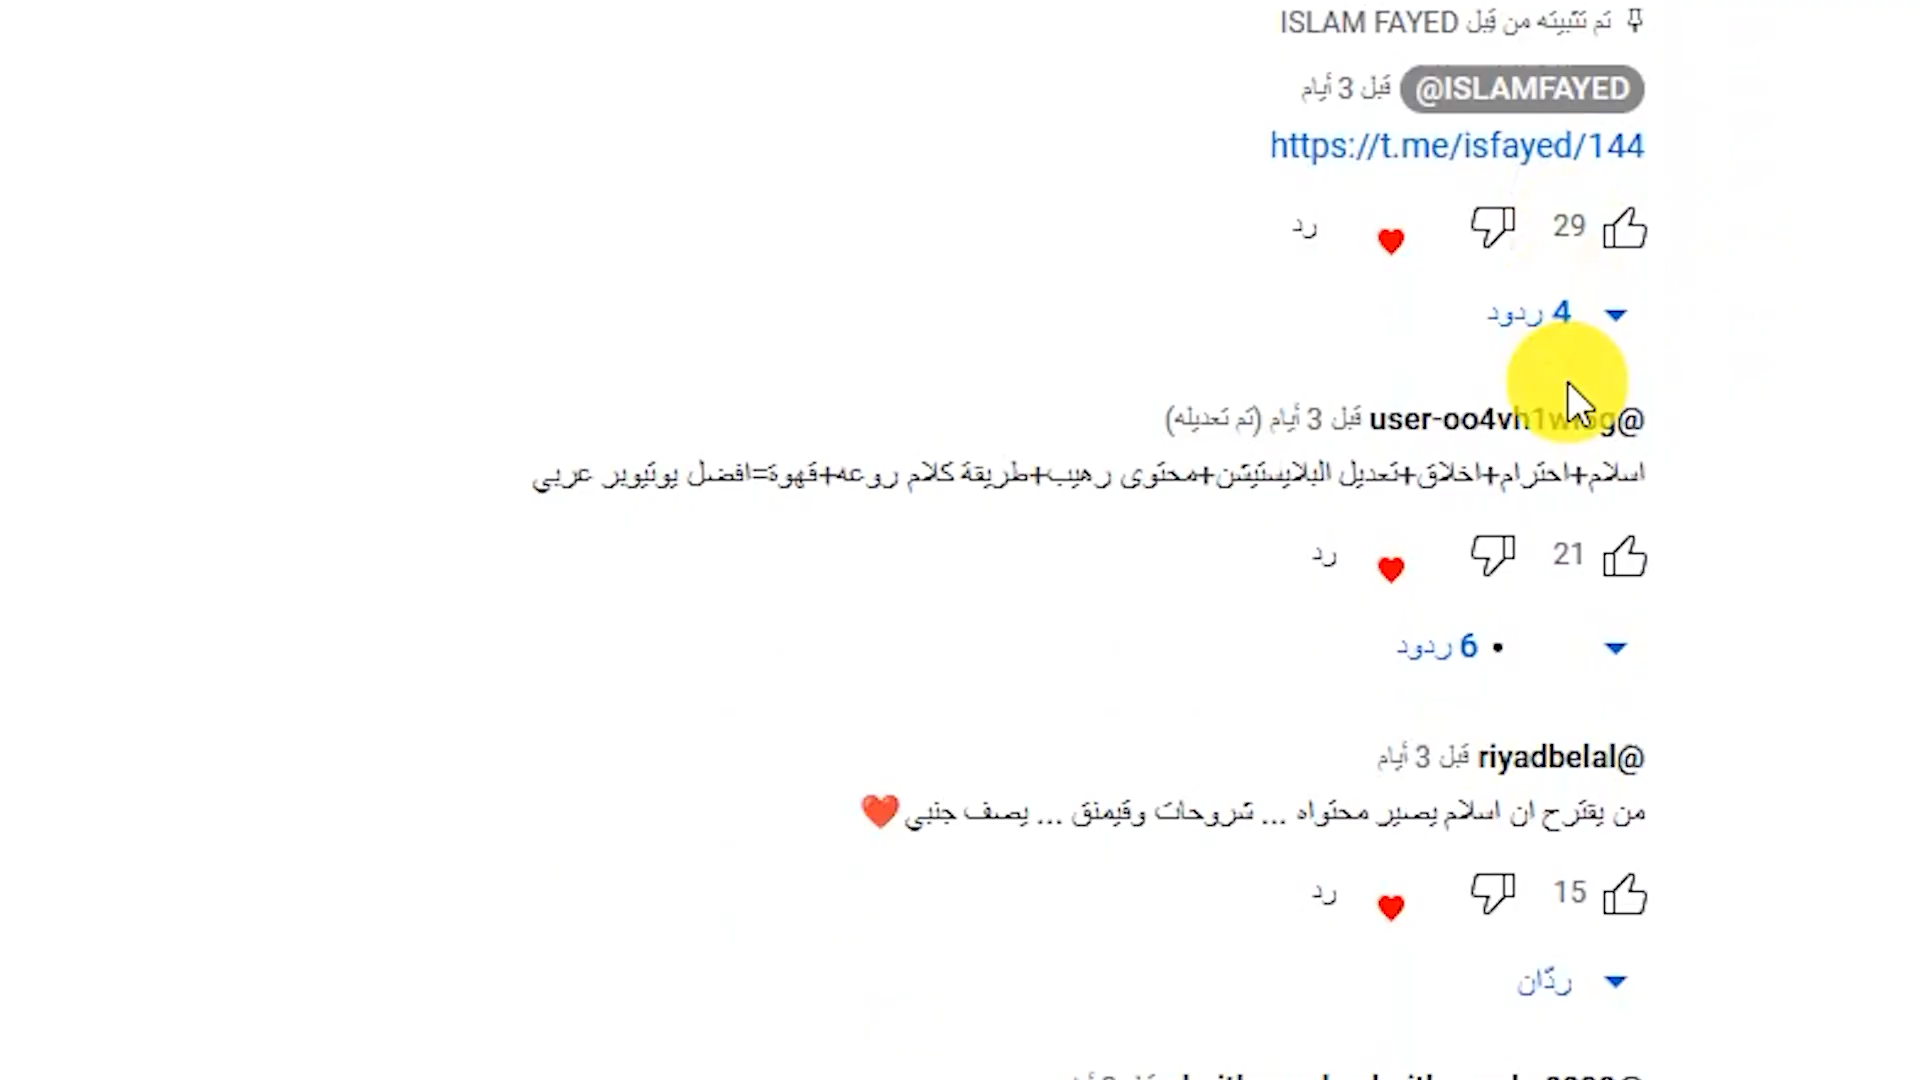 تم تثبيته من قِبل ISLAM FAYED
@ISLAMFAYED قبل 3 أيام
https://t.me/isfayed/144
29 رد
4 ردود
قبل 3 أيام (تم تعديله)
اسلام+احترام+اخلاق+تعديل البلايستيشن+محتوى رهيب+طريقة كلام روعه+قهوة=افضل يوتيوبر عربي
21 رد
• 6 ردود
@riyadbelal قبل 3 أيام
من يقترح ان اسلام يصير محتواه ... شروحات وقيمنق ... يصف جنبي ❤️
15 رد
ردّان